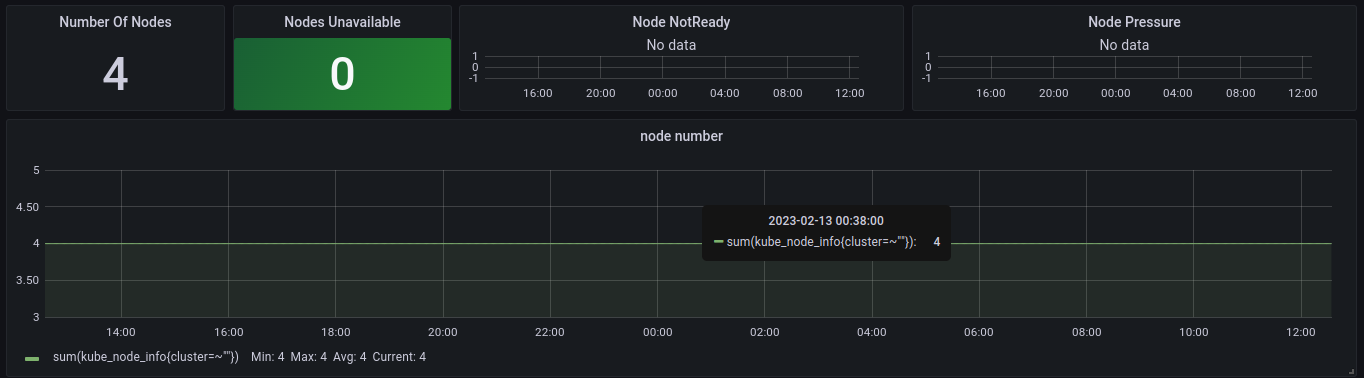 Number Of Nodes
4
Nodes Unavailable
0
Node NotReady
No data
1
0
-1
16:00 20:00 00:00 04:00 08:00 12:00
Node Pressure
No data
1
0
-1
16:00 20:00 00:00 04:00 08:00 12:00
node number
5
4.50
4
3.50
3
2023-02-13 00:38:00
sum(kube_node_info{cluster=~""}): 4
14:00 16:00 18:00 20:00 22:00 00:00 02:00 04:00 06:00 08:00 10:00 12:00
sum(kube_node_info{cluster=~""}) Min: 4 Max: 4 Avg: 4 Current: 4